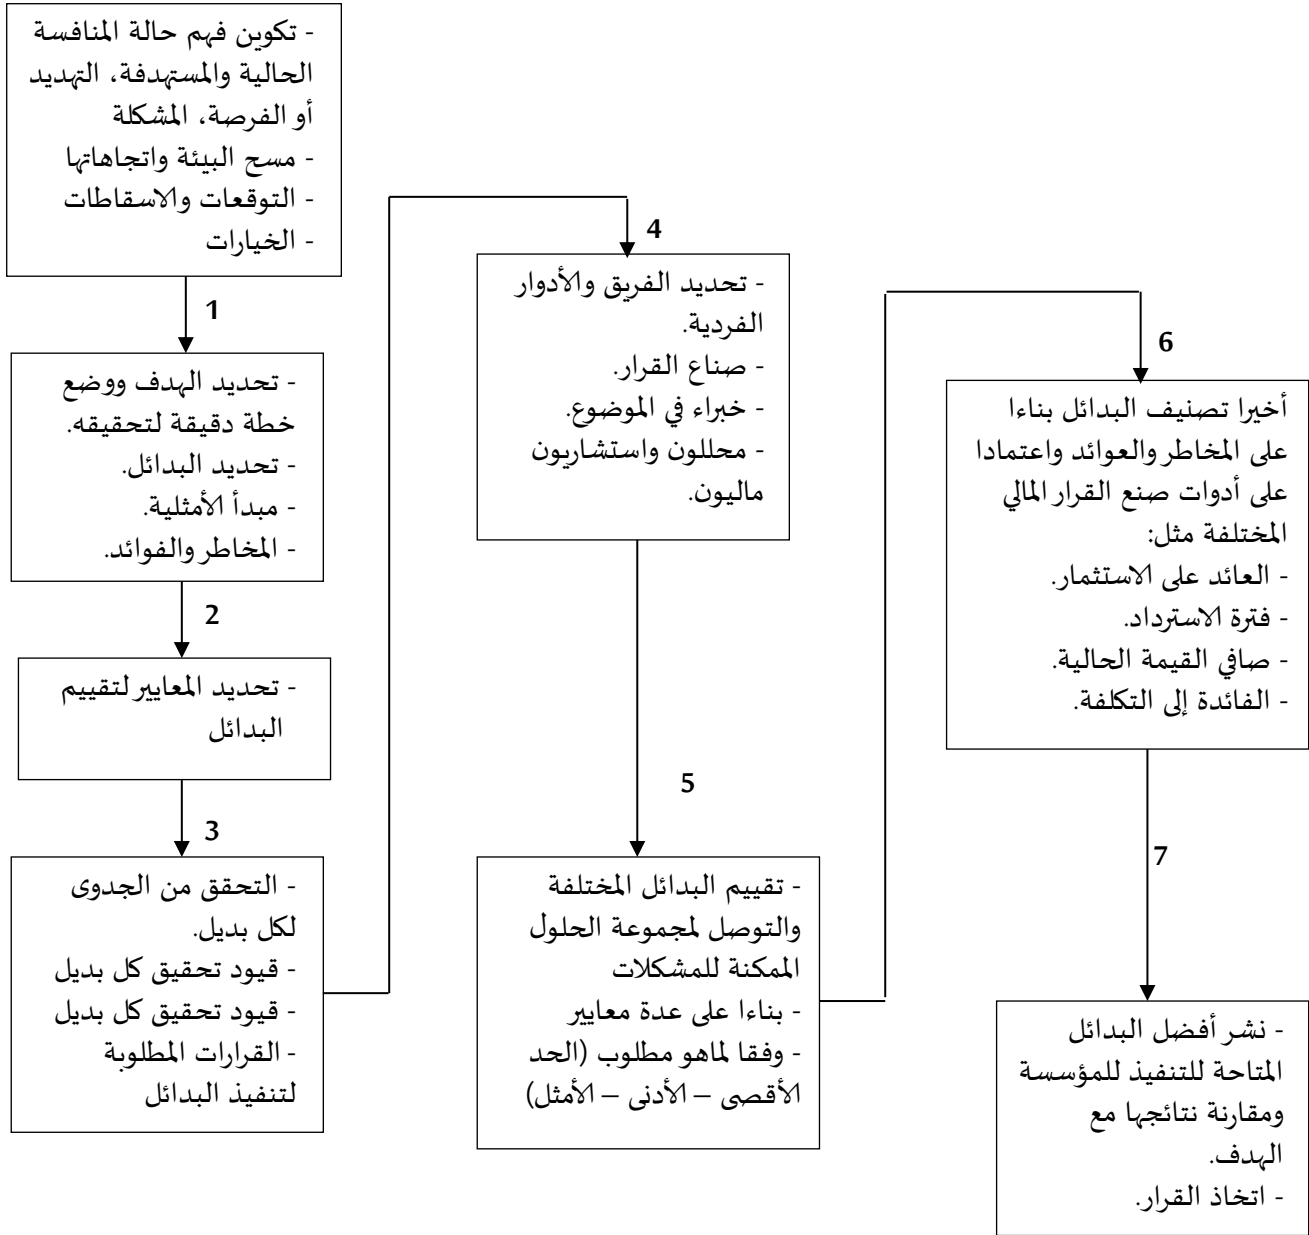 - تكوين فهم حالة المنافسة
الحالية والمستهدفة، التهديد
أو الفرصة، المشكلة
- مسح البيئة واتجاهاتها
- التوقعات والاسقاطات
- الخيارات
1
- تحديد الهدف ووضع
خطة دقيقة لتحقيقه.
- تحديد البدائل.
- مبدأ الأمثلية.
- المخاطر والفوائد.
2
- تحديد المعايير لتقييم
البدائل
3
- التحقق من الجدوى
لكل بديل.
- قيود تحقيق كل بديل
- قيود تحقيق كل بديل
- القرارات المطلوبة
لتنفيذ البدائل
4
- تحديد الفريق والأدوار
الفردية.
- صناع القرار.
- خبراء في الموضوع.
- محللون واستشاريون
ماليون.
5
- تقييم البدائل المختلفة
والتوصل لمجموعة الحلول
الممكنة للمشكلات
- بناءا على عدة معايير
- وفقا لماهو مطلوب (الحد
الأقصى – الأدنى – الأمثل)
6
أخيرا تصنيف البدائل بناءا
على المخاطر والعوائد واعتمادا
على أدوات صنع القرار المالي
المختلفة مثل:
- العائد على الاستثمار.
- فترة الاسترداد.
- صافي القيمة الحالية.
- الفائدة إلى التكلفة.
7
- نشر أفضل البدائل
المتاحة للتنفيذ للمؤسسة
ومقارنة نتائجها مع
الهدف.
- اتخاذ القرار.